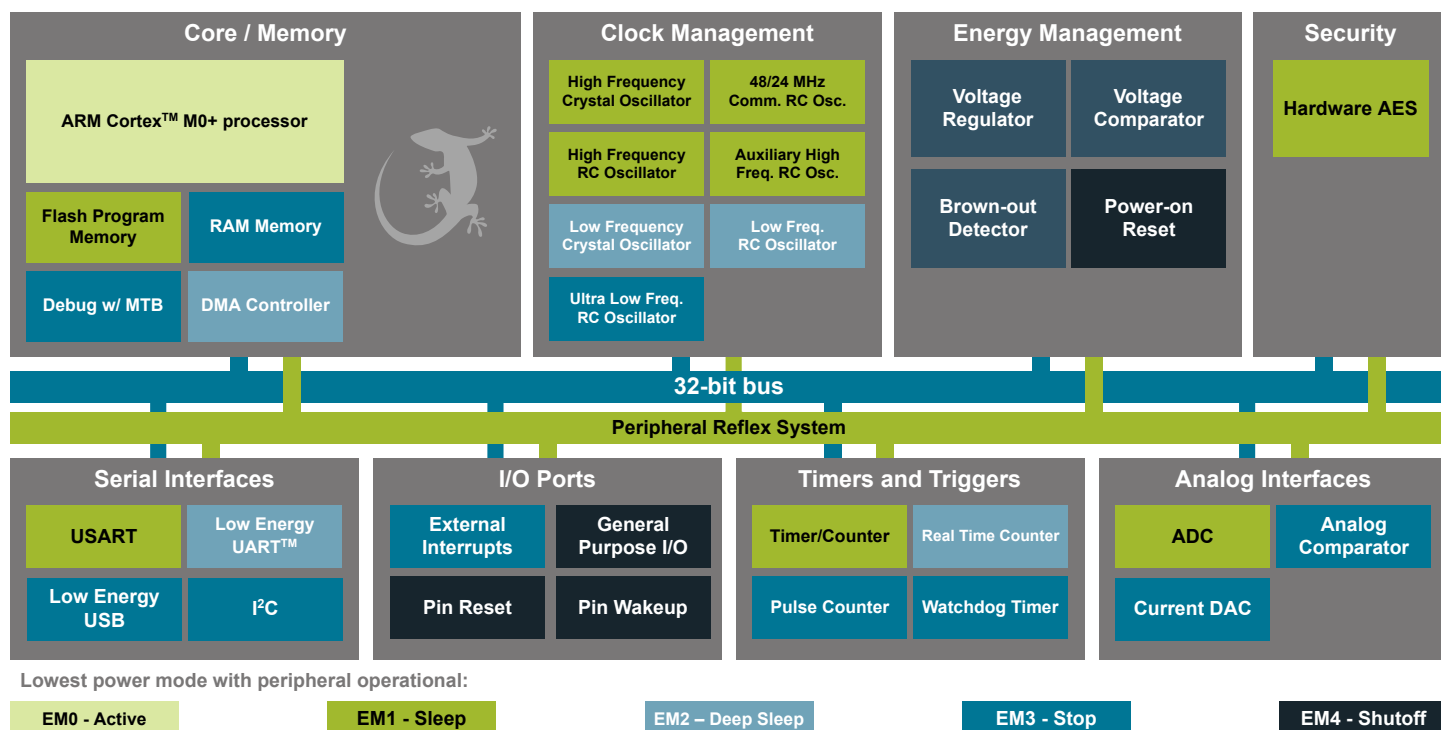 Core / Memory
ARM Cortex™ M0+ processor
Flash Program
Memory
RAM Memory
Debug w/ MTB
DMA Controller
Clock Management
High Frequency
Crystal Oscillator
48/24 MHz
Comm. RC Osc.
High Frequency
RC Oscillator
Auxiliary High
Freq. RC Osc.
Low Frequency
Crystal Oscillator
Low Freq.
RC Oscillator
Ultra Low Freq.
RC Oscillator
Energy Management
Voltage
Regulator
Voltage
Comparator
Brown-out
Detector
Power-on
Reset
Security
Hardware AES
32-bit bus
Peripheral Reflex System
Serial Interfaces
USART
Low Energy
UART™
Low Energy
USB
I²C
I/O Ports
External
Interrupts
General
Purpose I/O
Pin Reset
Pin Wakeup
Timers and Triggers
Timer/Counter
Real Time Counter
Pulse Counter
Watchdog Timer
Analog Interfaces
ADC
Analog
Comparator
Current DAC
Lowest power mode with peripheral operational:
EM0 - Active
EM1 - Sleep
EM2 – Deep Sleep
EM3 - Stop
EM4 - Shutoff